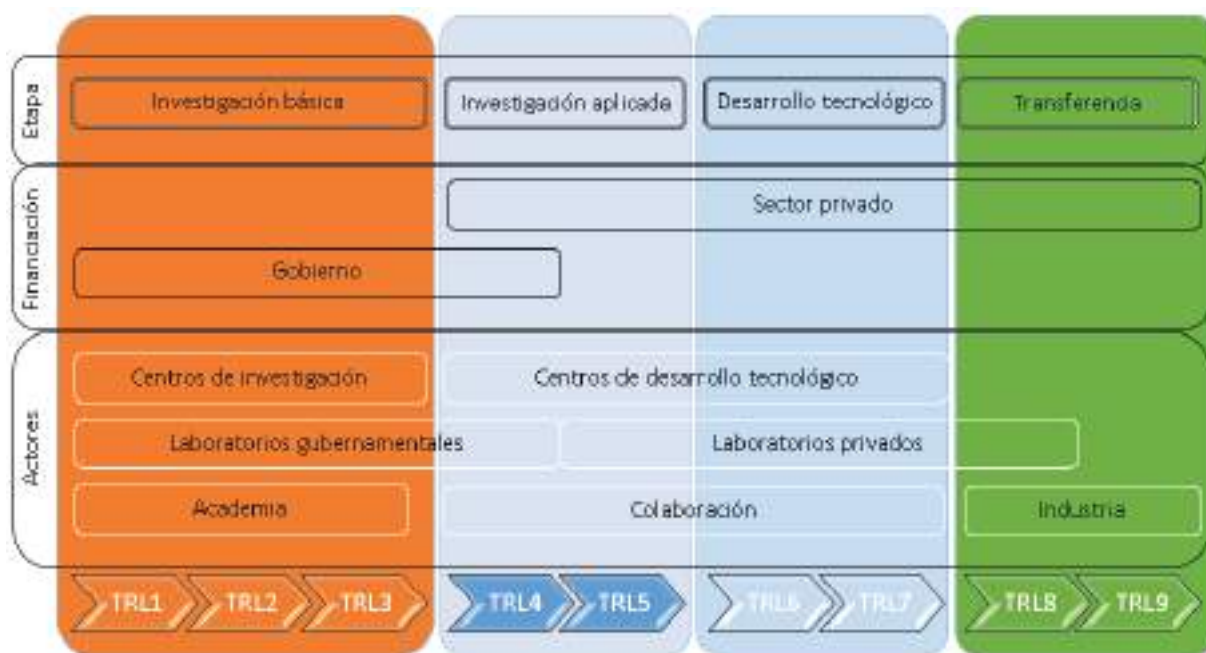 Etapa
Investigación básica
Investigación aplicada
Desarrollo tecnológico
Transferencia
Financiación
Sector privado
Gobierno
Actores
Centros de investigación
Centros de desarrollo tecnológico
Laboratorios gubernamentales
Laboratorios privados
Academia
Colaboración
Industria
TRL1
TRL2
TRL3
TRL4
TRL5
TRL6
TRL7
TRL8
TRL9